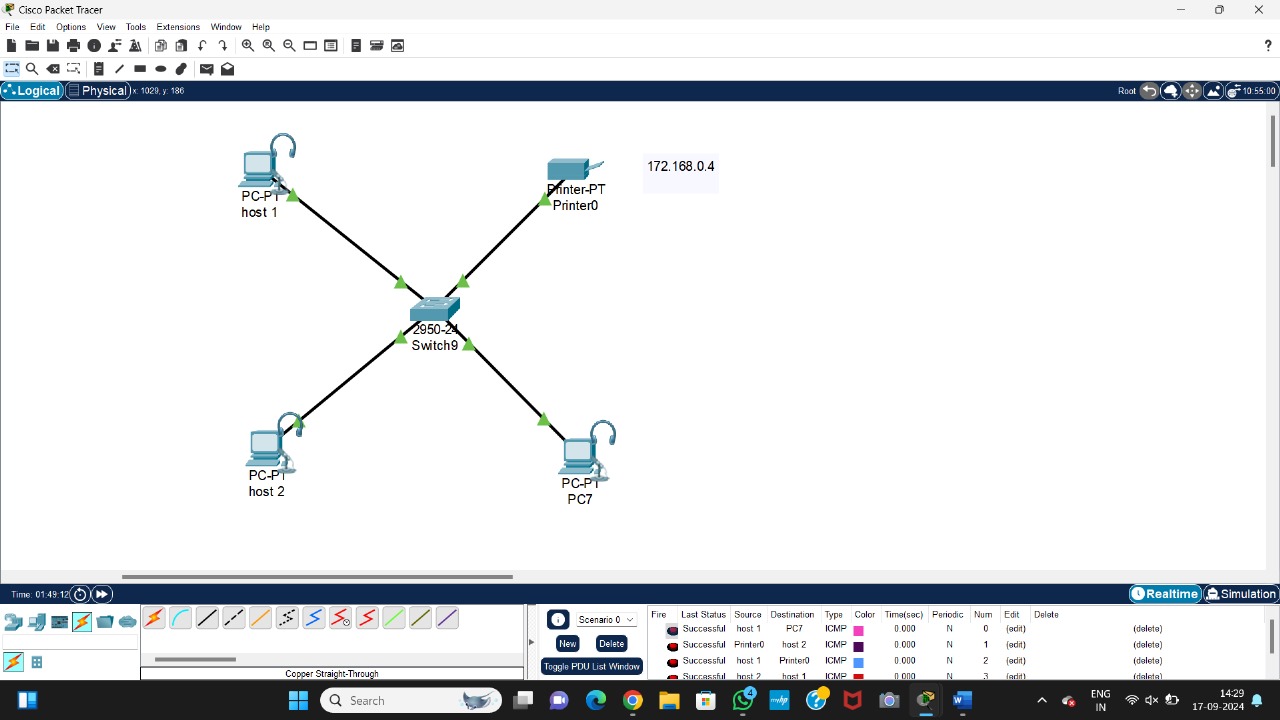 Cisco Packet Tracer
File Edit Options View Tools Extensions Window Help
?
Logical Physical x: 1029, y: 186 Root 10:55:00
172.168.0.4
PC-PT
host 1
Printer-PT
Printer0
2950-24
Switch9
PC-PT
host 2
PC-PT
PC7
Time: 01:49:12 Realtime Simulation
Scenario 0
New Delete
Toggle PDU List Window
Fire Last Status Source Destination Type Color Time(sec) Periodic Num Edit Delete
Successful host 1 PC7 ICMP 0.000 N 0 (edit) (delete)
Successful Printer0 host 2 ICMP 0.000 N 1 (edit) (delete)
Successful host 1 Printer0 ICMP 0.000 N 2 (edit) (delete)
Successful host 2 host 1 ICMP 0.000 N 3 (edit) (delete)
Copper Straight-Through
Search
4
ENG
IN
14:29
17-09-2024